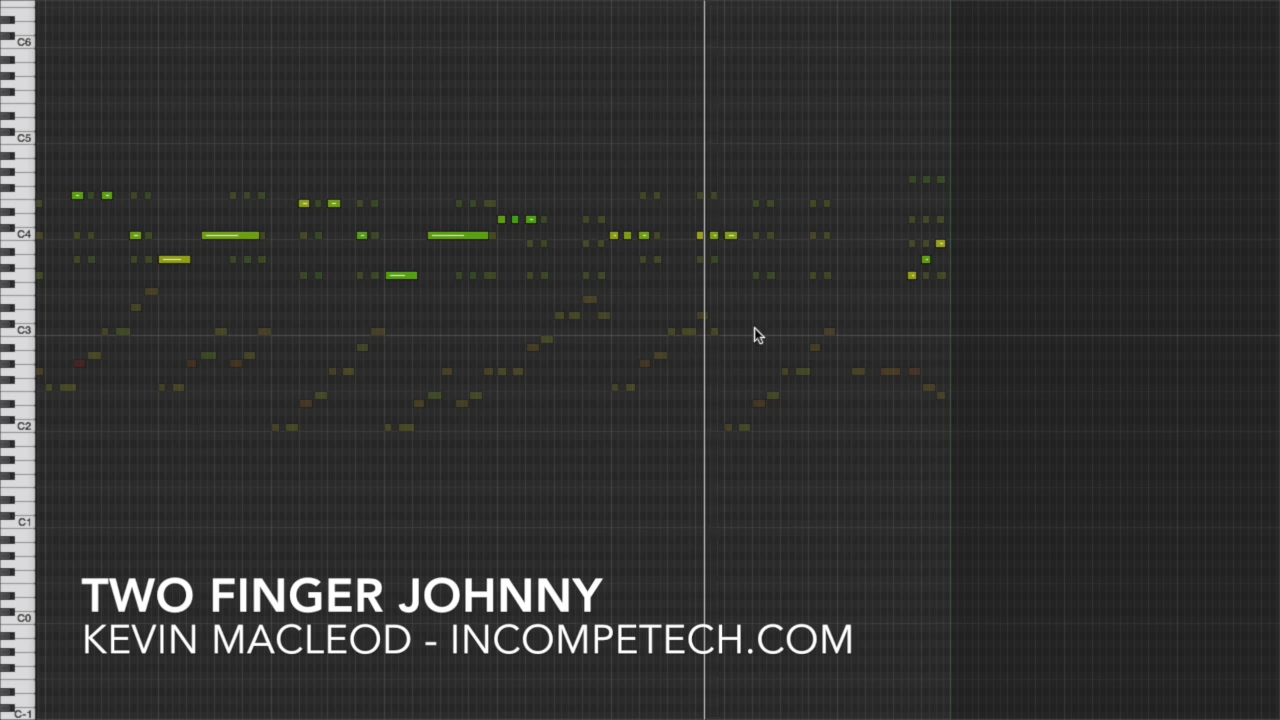 C6
C5
C4
C3
C2
C1
C0
TWO FINGER JOHNNY
KEVIN MACLEOD - INCOMPETECH.COM
C-1